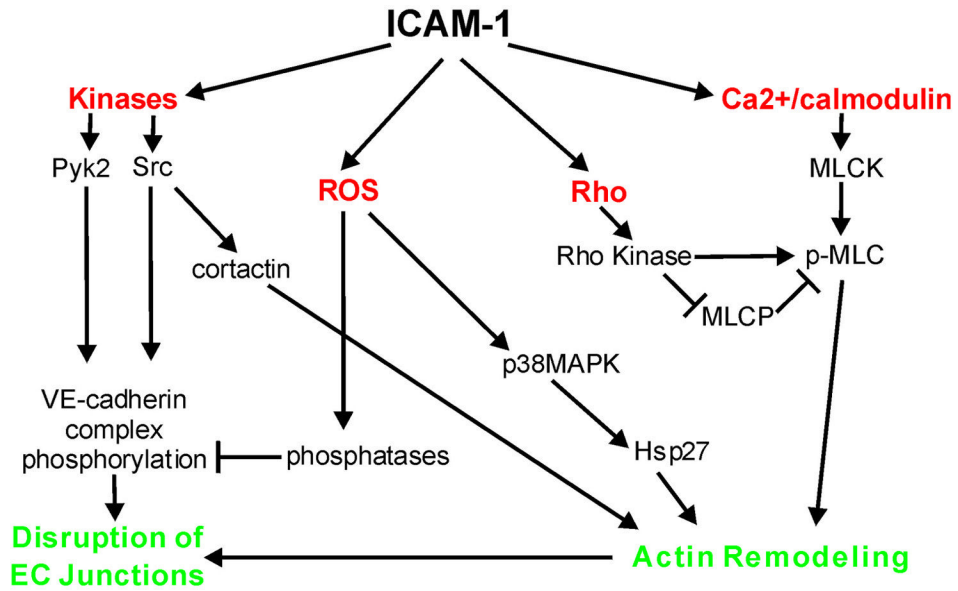 ICAM-1
Kinases
Ca2+/calmodulin
Pyk2
Src
MLCK
ROS
Rho
cortactin
Rho Kinase
p-MLC
MLCP
p38MAPK
VE-cadherin
complex
phosphorylation
phosphatases
Hsp27
Disruption of
EC Junctions
Actin Remodeling